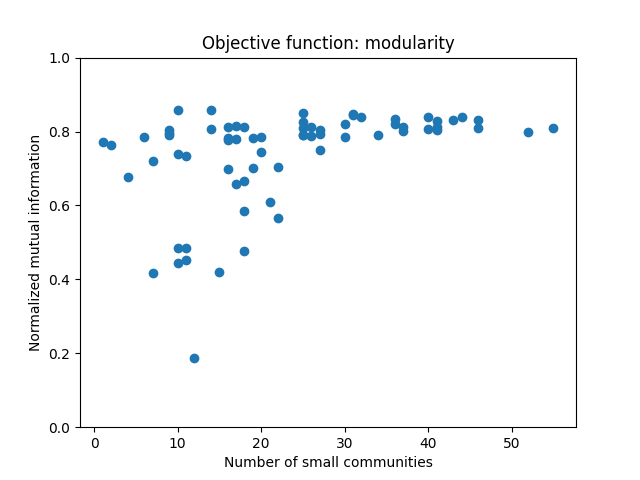 Objective function: modularity
1.0
0.8
0.6
0.4
0.2
0.0
Normalized mutual information
0 10 20 30 40 50
Number of small communities